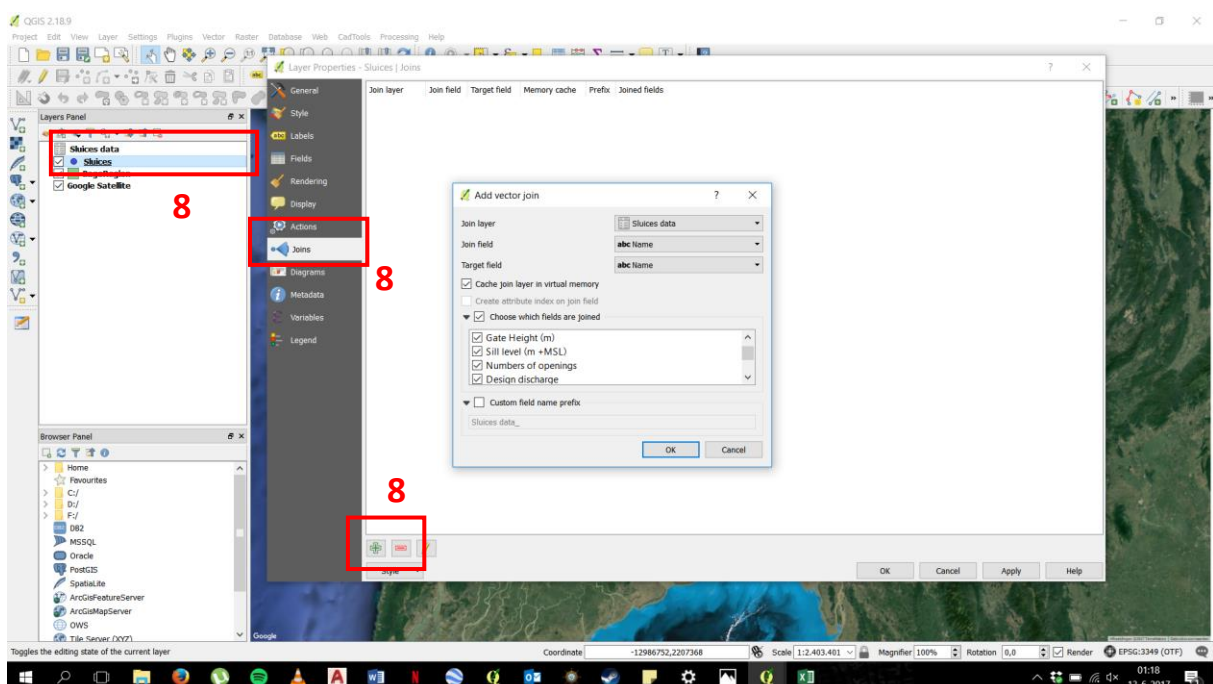 QGIS 2.18.9
Project Edit View Layer Settings Plugins Vector Raster Database Web CadTools Processing Help
Layer Properties - Sluices | Joins
Layers Panel
Sluices data
Sluices
Google Satellite
8
General
Style
Labels
Fields
Rendering
Display
Actions
Joins
Diagrams
Metadata
Variables
Legend
8
Join layer Join field Target field Memory cache Prefix Joined fields
Add vector join
Join layer Sluices data
Join field abc Name
Target field abc Name
Cache join layer in virtual memory
Create attribute index on join field
Choose which fields are joined
Gate Height (m)
Sill level (m +MSL)
Numbers of openings
Design discharge
Custom field name prefix
Sluices data_
OK Cancel
8
Style
OK Cancel Apply Help
Browser Panel
Home
Favourites
C:/
D:/
F:/
DB2
MSSQL
Oracle
PostGIS
SpatiaLite
ArcGisFeatureServer
ArcGisMapServer
OWS
Tile Server (XYZ)
Google
Toggles the editing state of the current layer
Coordinate -12986752,2207368
Scale 1:2.403.401
Magnifier 100%
Rotation 0,0
Render
EPSG:3349 (OTF)
01:18